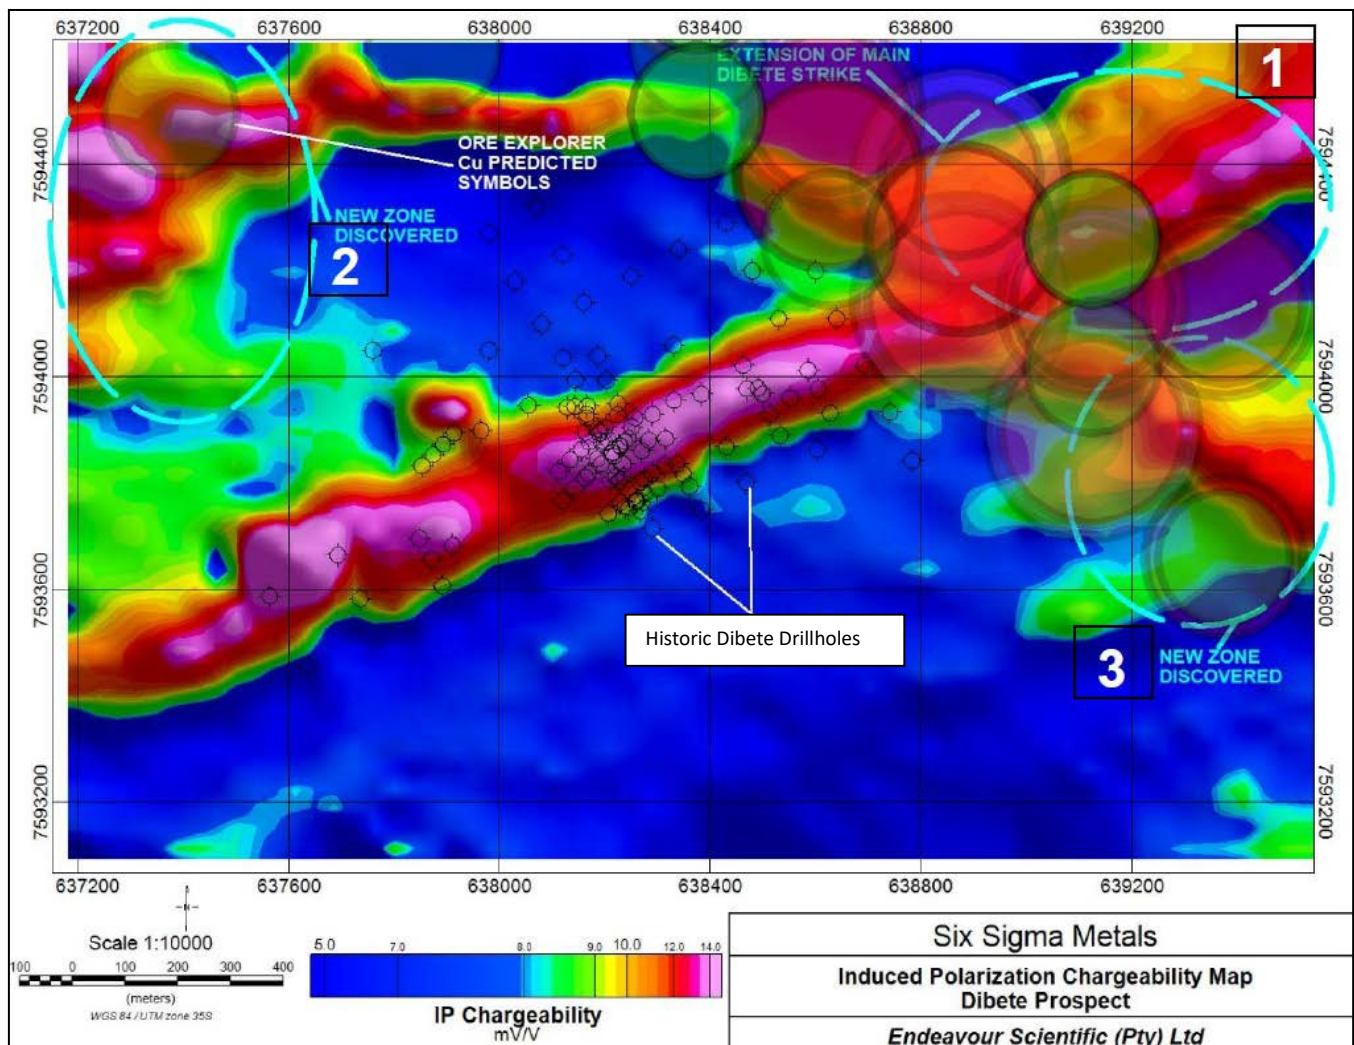 637200 637600 638000 638400 638800 639200
1
EXTENSION OF MAIN
DIBETE STRIKE
ORE EXPLORER
Cu PREDICTED
SYMBOLS
7594400
7594400
NEW ZONE
DISCOVERED
2
7594000
7594000
7593600
7593600
Historic Dibete Drillholes
3
NEW ZONE
DISCOVERED
7593200
7593200
637200 637600 638000 638400 638800 639200
Scale 1:10000
100 0 100 200 300 400
(meters)
WGS 84 / UTM zone 35S
5.0 7.0 8.0 9.0 10.0 12.0 14.0
IP Chargeability
mV/V
Six Sigma Metals
Induced Polarization Chargeability Map
Dibete Prospect
Endeavour Scientific (Pty) Ltd